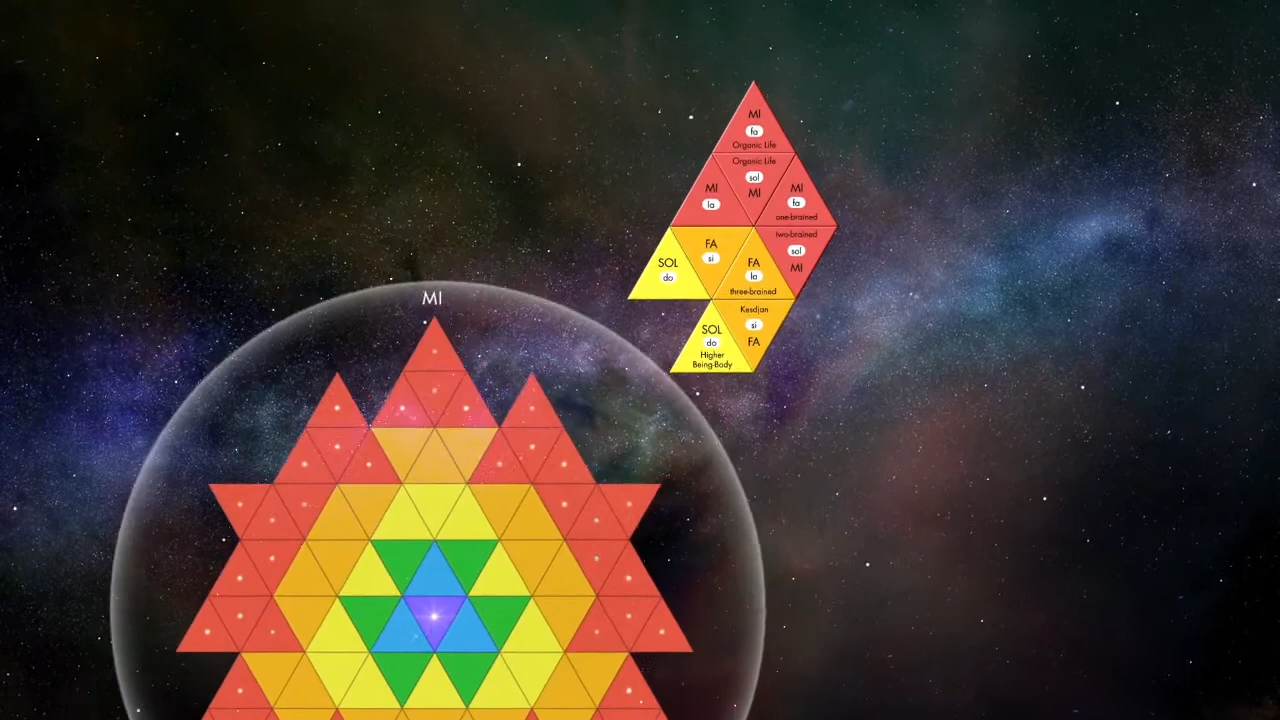 MI
fa
Organic Life
Organic Life
sol
MI
MI
la
MI
fa
one-brained
two-brained
sol
MI
FA
si
SOL
do
FA
la
three-brained
Kesdjan
si
FA
SOL
do
Higher
Being-Body
MI